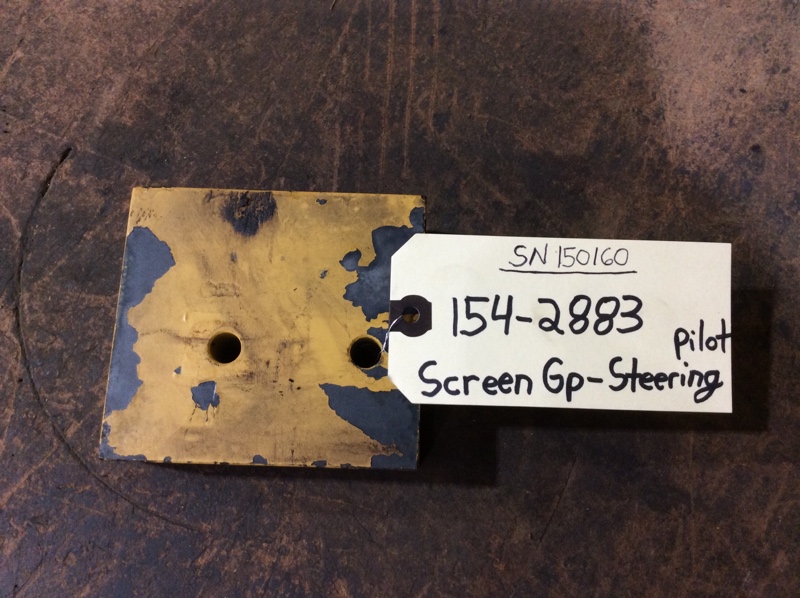 SN 150160
154-2883
pilot
Screen Gp-Steering